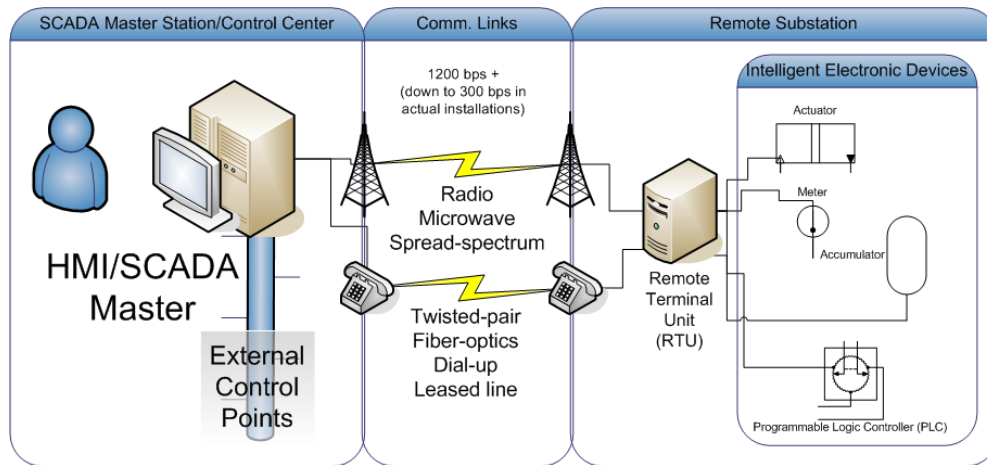 SCADA Master Station/Control Center
Comm. Links
Remote Substation
1200 bps +
(down to 300 bps in
actual installations)
Radio
Microwave
Spread-spectrum
Twisted-pair
Fiber-optics
Dial-up
Leased line
HMI/SCADA
Master
External
Control
Points
Remote
Terminal
Unit
(RTU)
Intelligent Electronic Devices
Actuator
Meter
Accumulator
Programmable Logic Controller (PLC)